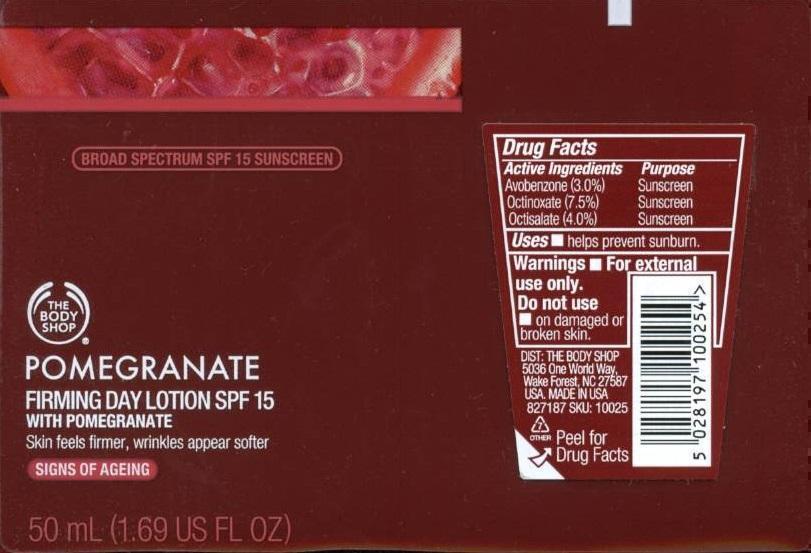 BROAD SPECTRUM SPF 15 SUNSCREEN
THE
BODY
SHOP
®
POMEGRANATE
FIRMING DAY LOTION SPF 15
WITH POMEGRANATE
Skin feels firmer, wrinkles appear softer
SIGNS OF AGEING
50 mL (1.69 US FL OZ)
Drug Facts
Active Ingredients Purpose
Avobenzone (3.0%) Sunscreen
Octinoxate (7.5%) Sunscreen
Octisalate (4.0%) Sunscreen
Uses ■ helps prevent sunburn.
Warnings ■ For external
use only.
Do not use
■ on damaged or
broken skin.
DIST: THE BODY SHOP
5036 One World Way,
Wake Forest, NC 27587
USA. MADE IN USA
827187 SKU: 10025
7
OTHER
Peel for
Drug Facts
5 028197 100254 >